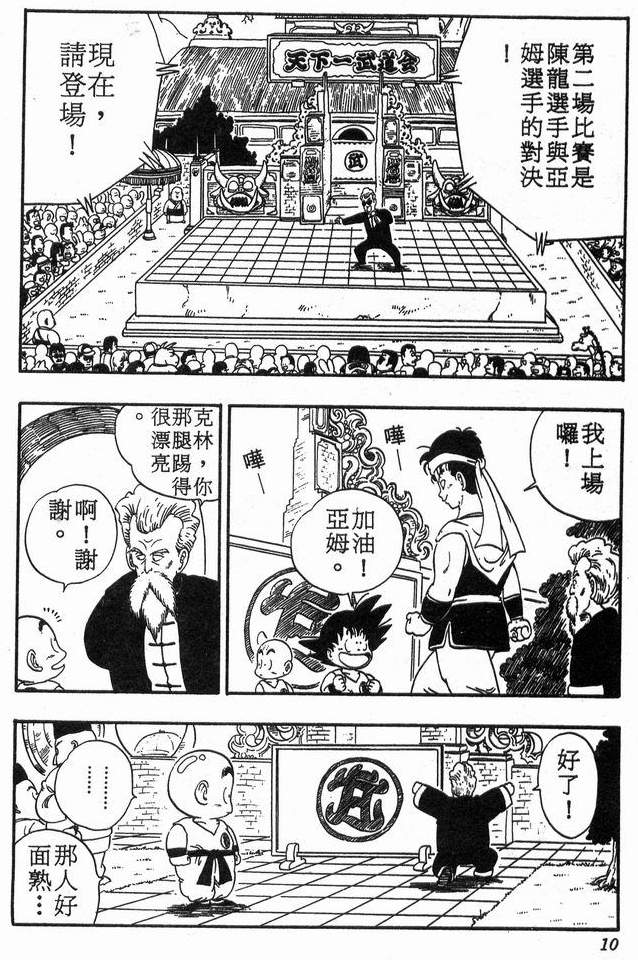 第二場比賽是
陳龍選手與亞
姆選手的對決
！
現在，
請登場！
天下一武道会
武
我上場
囉！
嘩—
嘩—
加油！
亞姆。
克林，你
那腿踢得
很漂亮
。
啊！謝
謝。
好了！
……
那人好
面熟…
10